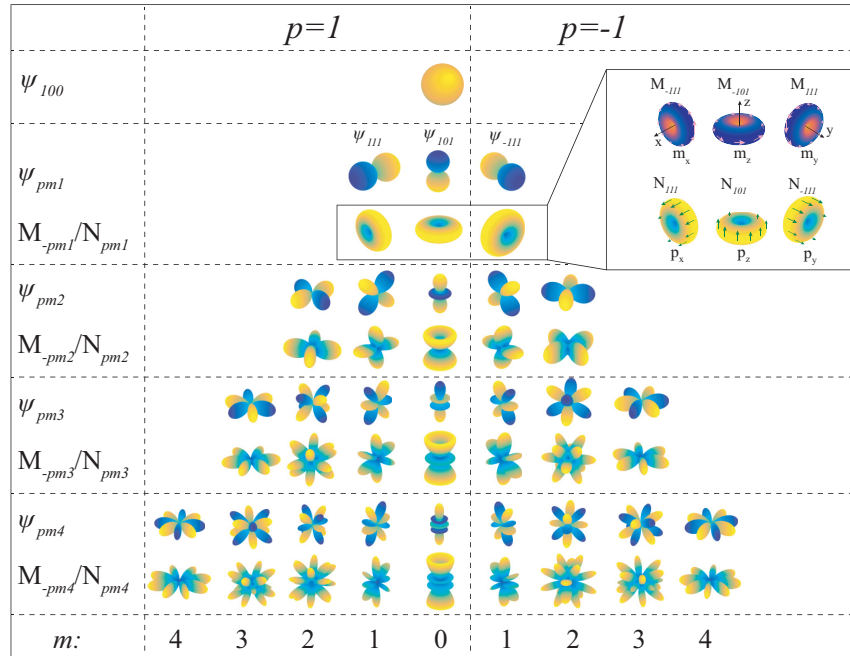 p=1 p=-1
ψ100
M-111 M-101 M111
z
x y
mx mz my
ψ111 ψ101 ψ-111
ψpm1
N111 N101 N-111
M-pm1/Npm1
px pz py
ψpm2
M-pm2/Npm2
ψpm3
M-pm3/Npm3
ψpm4
M-pm4/Npm4
m: 4 3 2 1 0 1 2 3 4